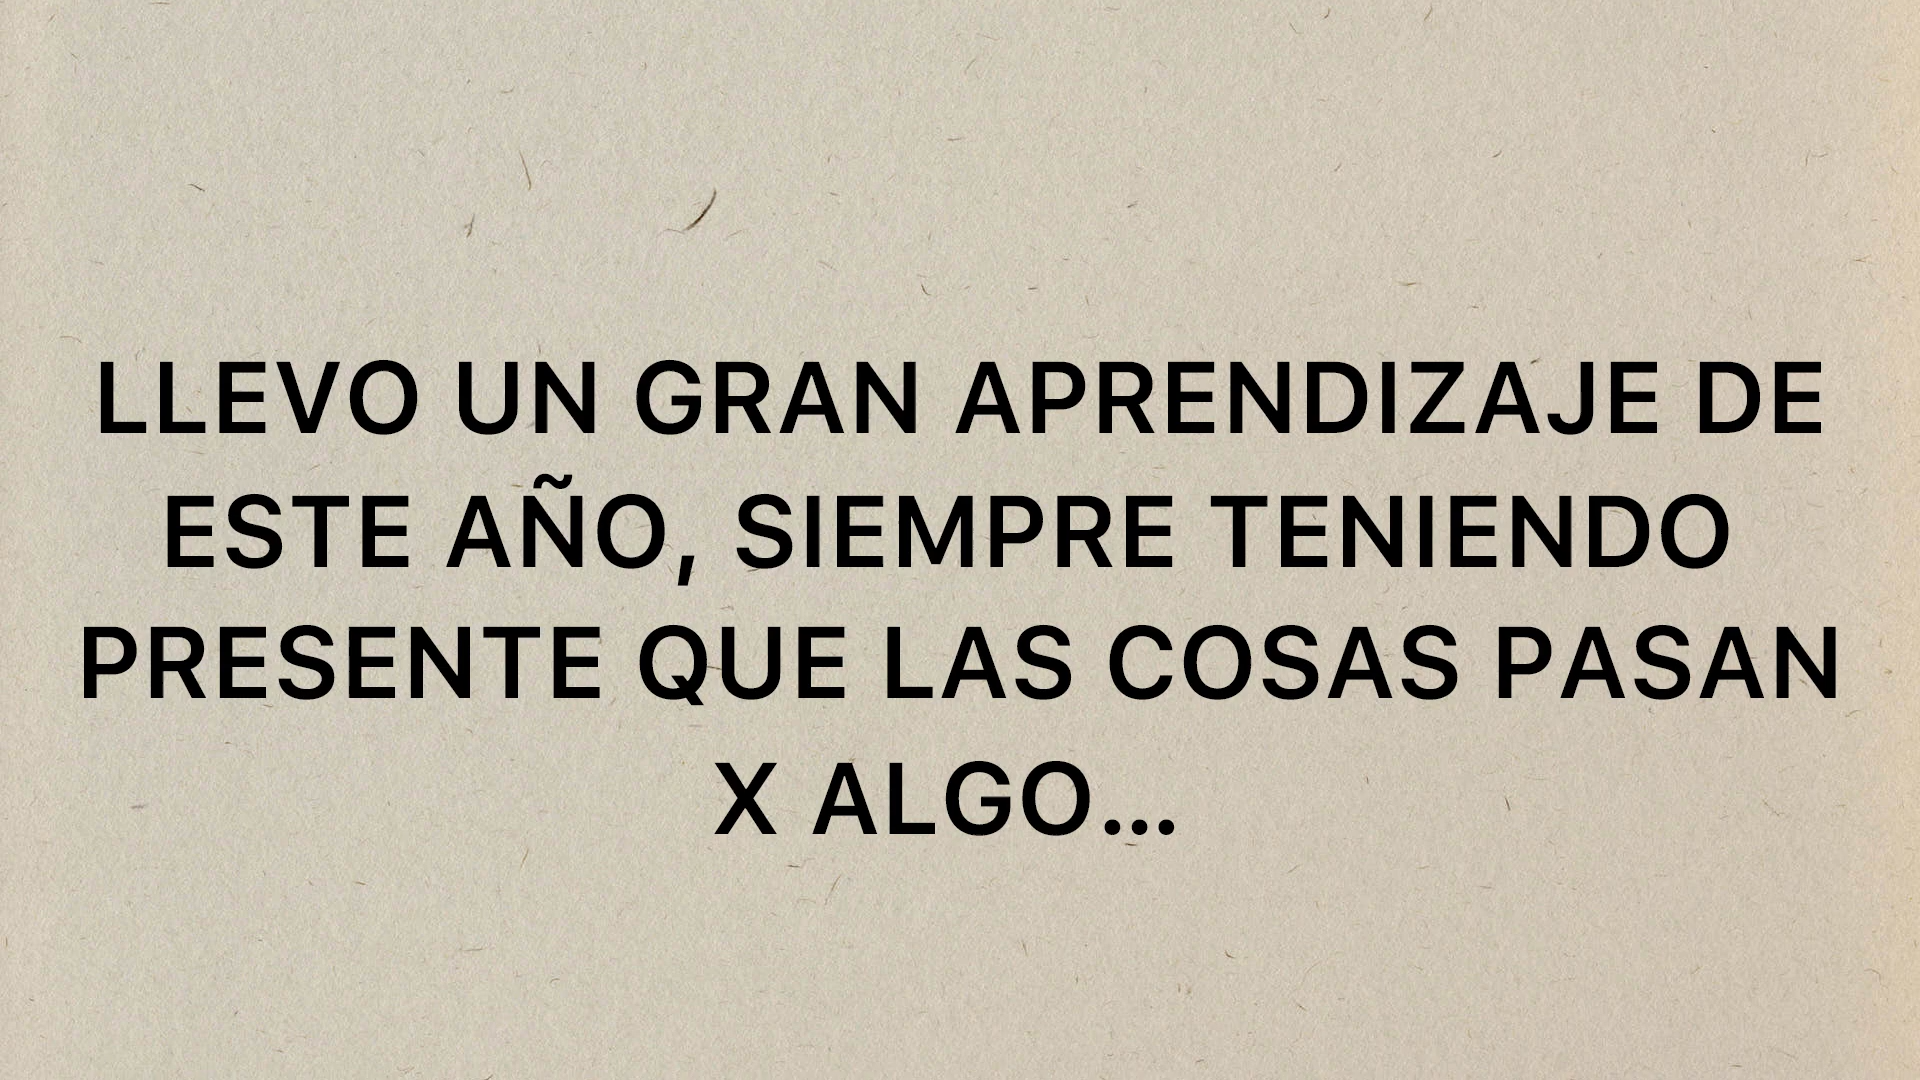 LLEVO UN GRAN APRENDIZAJE DE
ESTE AÑO, SIEMPRE TENIENDO
PRESENTE QUE LAS COSAS PASAN
X ALGO...